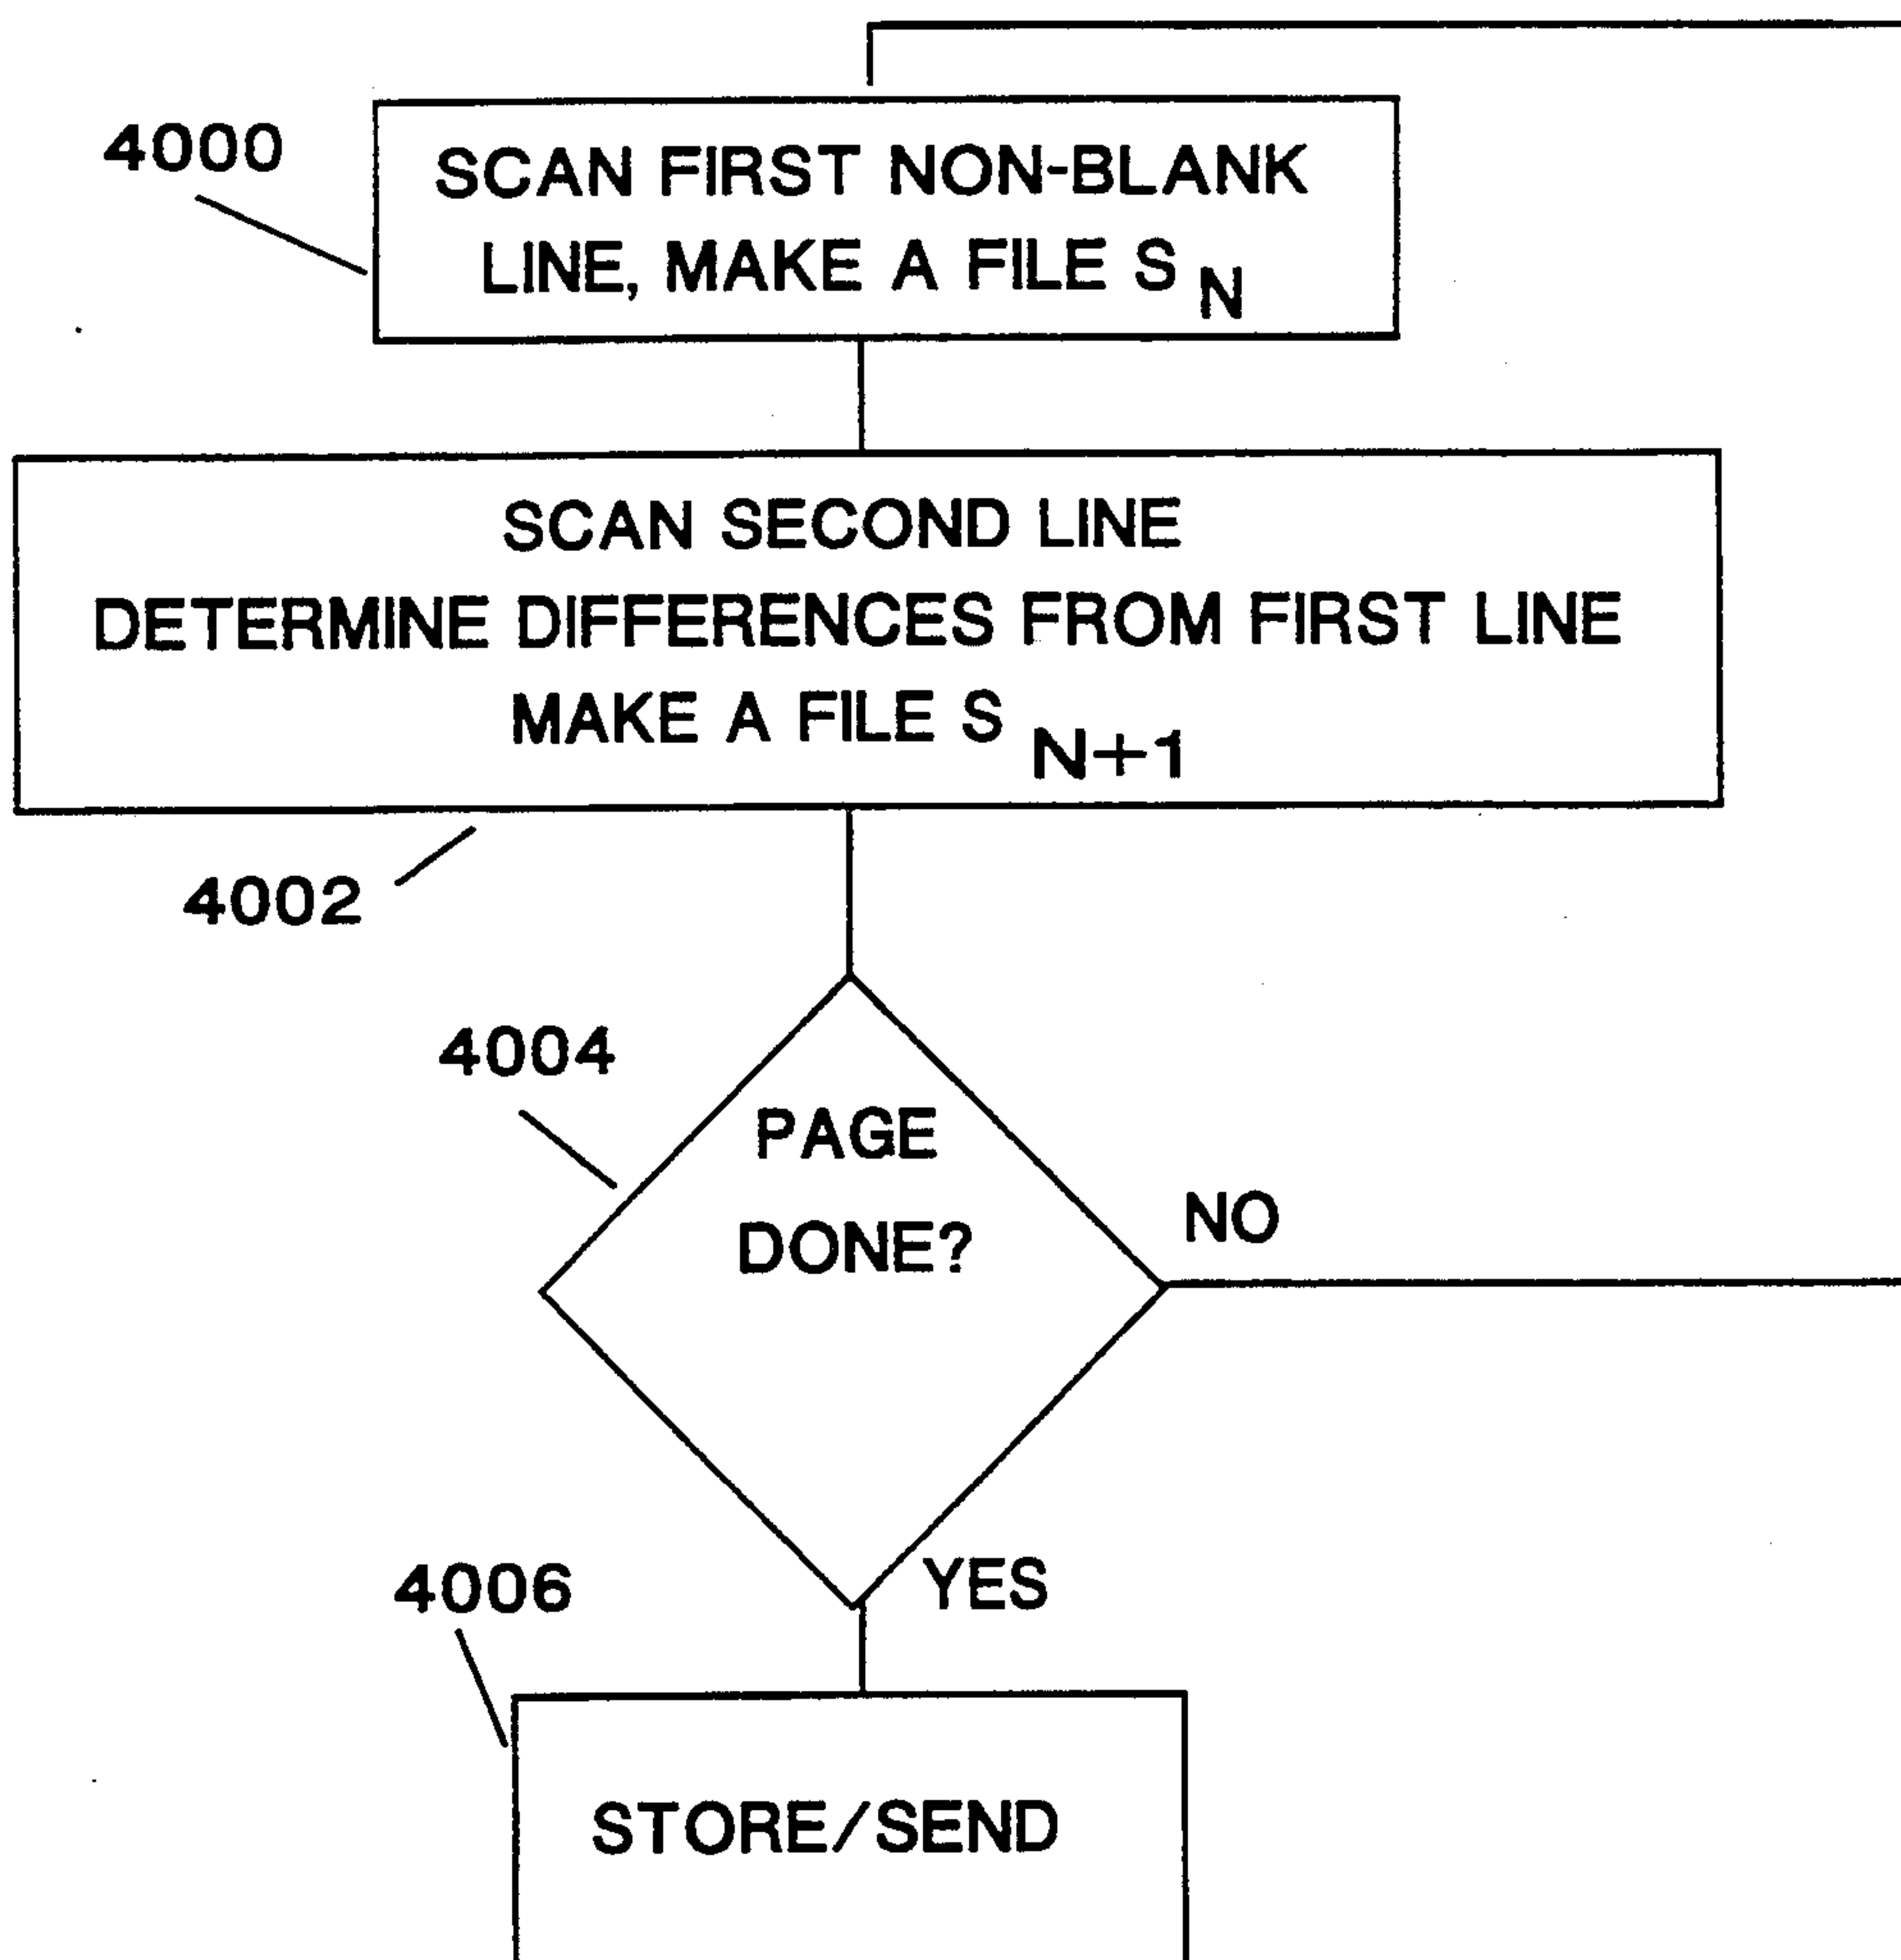 4000
SCAN FIRST NON-BLANK
LINE, MAKE A FILE S N
SCAN SECOND LINE
DETERMINE DIFFERENCES FROM FIRST LINE
MAKE A FILE S N+1
4002
4004
PAGE
DONE?
NO
YES
4006
STORE/SEND